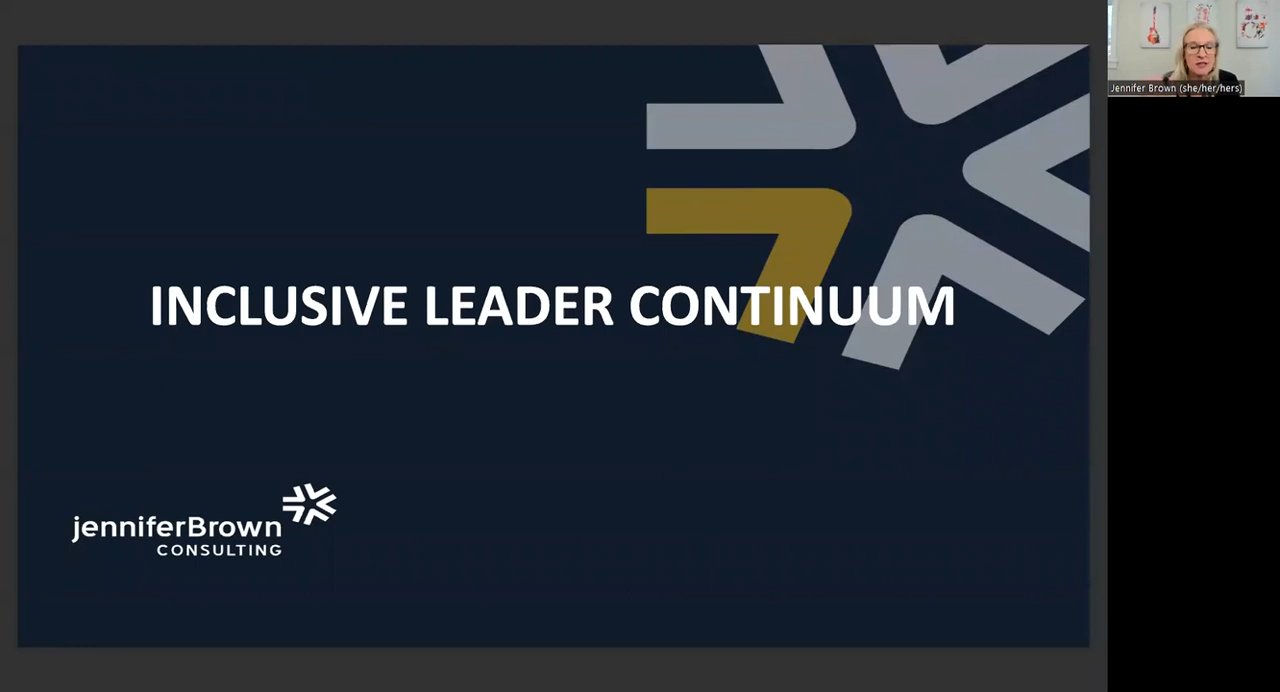 INCLUSIVE LEADER CONTINUUM
jenniferBrown
CONSULTING
Jennifer Brown (she/her/hers)